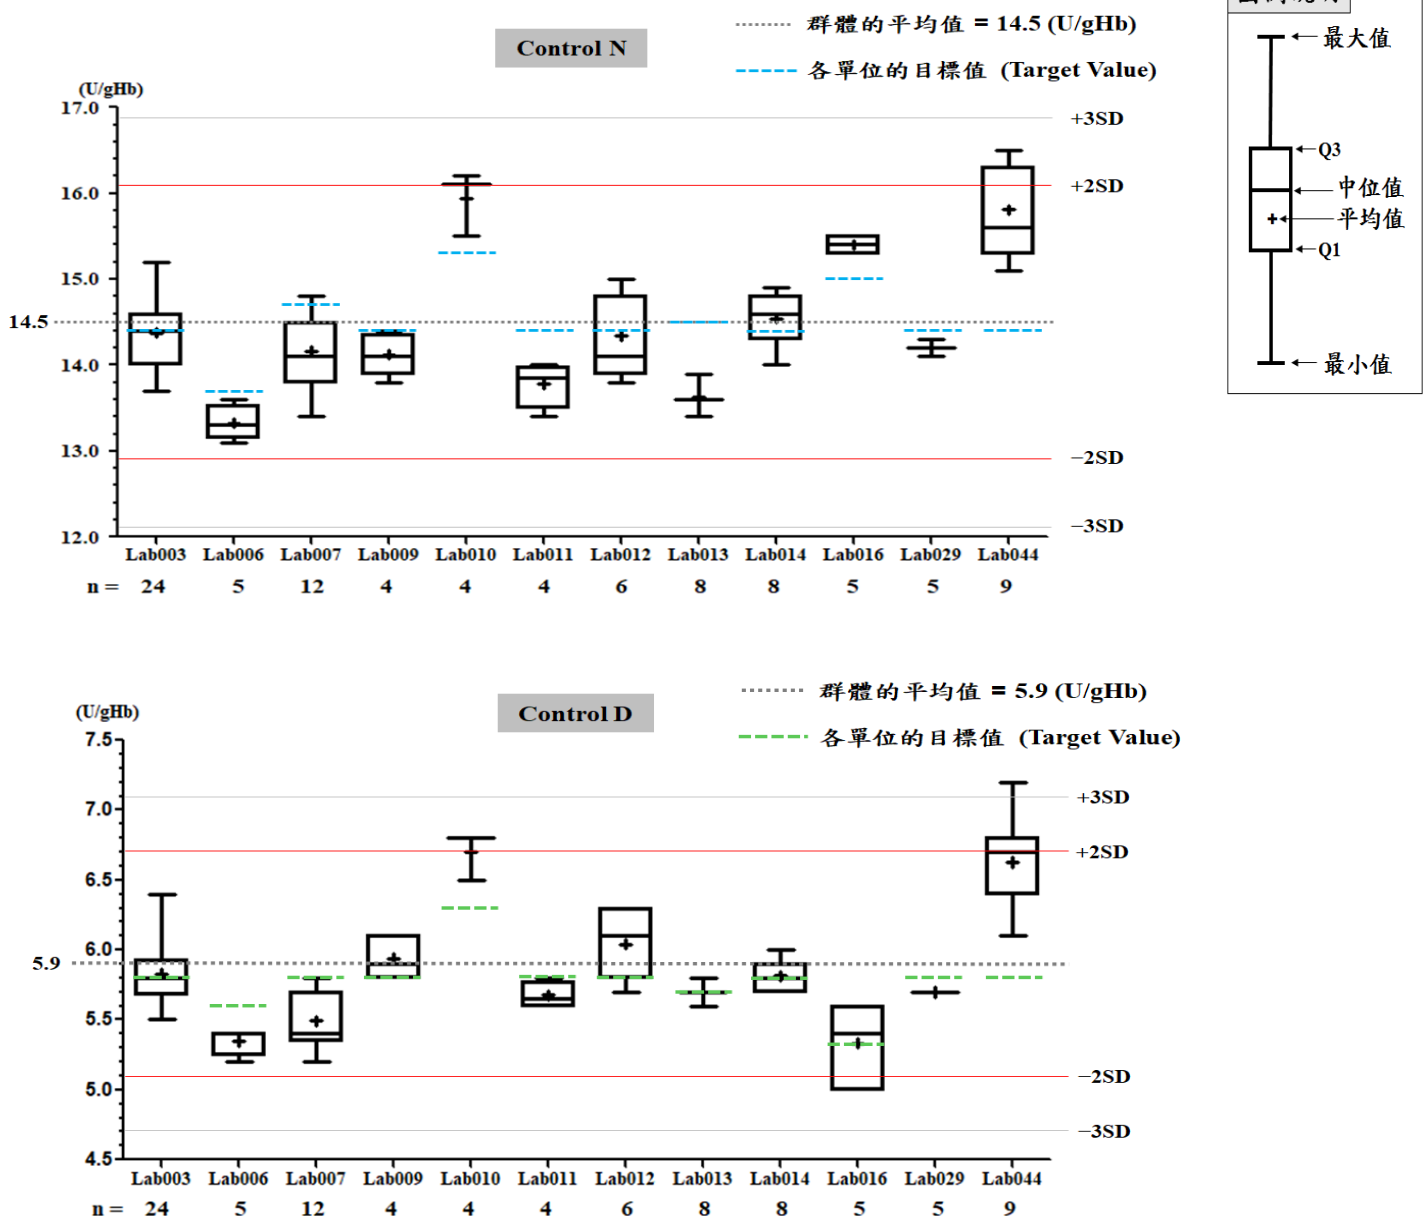 群體的平均值 = 14.5 (U/gHb)
Control N
各單位的目標值 (Target Value)
(U/gHb)
17.0
+3SD
16.0
+2SD
15.0
14.5
14.0
13.0
−2SD
12.0
−3SD
Lab003 Lab006 Lab007 Lab009 Lab010 Lab011 Lab012 Lab013 Lab014 Lab016 Lab029 Lab044
n = 24 5 12 4 4 4 6 8 8 5 5 9
最大值
Q3
中位值
平均值
Q1
最小值
群體的平均值 = 5.9 (U/gHb)
Control D
各單位的目標值 (Target Value)
(U/gHb)
7.5
+3SD
7.0
+2SD
6.5
6.0
5.9
5.5
−2SD
5.0
−3SD
4.5
Lab003 Lab006 Lab007 Lab009 Lab010 Lab011 Lab012 Lab013 Lab014 Lab016 Lab029 Lab044
n = 24 5 12 4 4 4 6 8 8 5 5 9